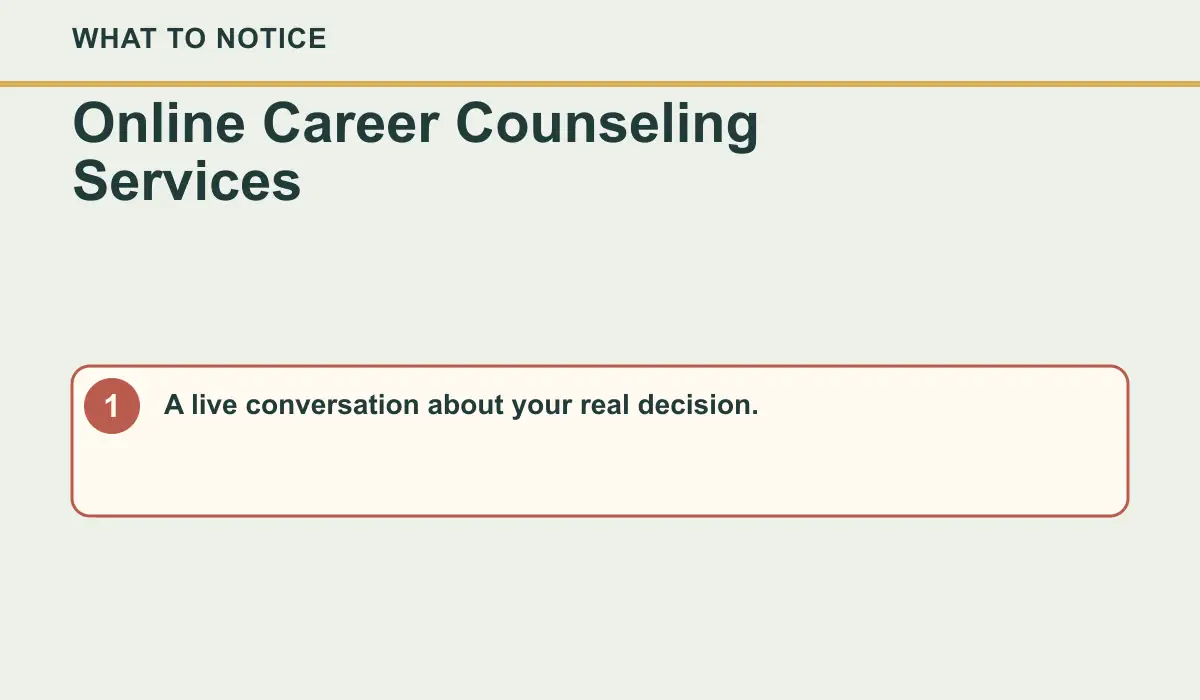 WHAT TO NOTICE
Online Career Counseling
Services
1 A live conversation about your real decision.